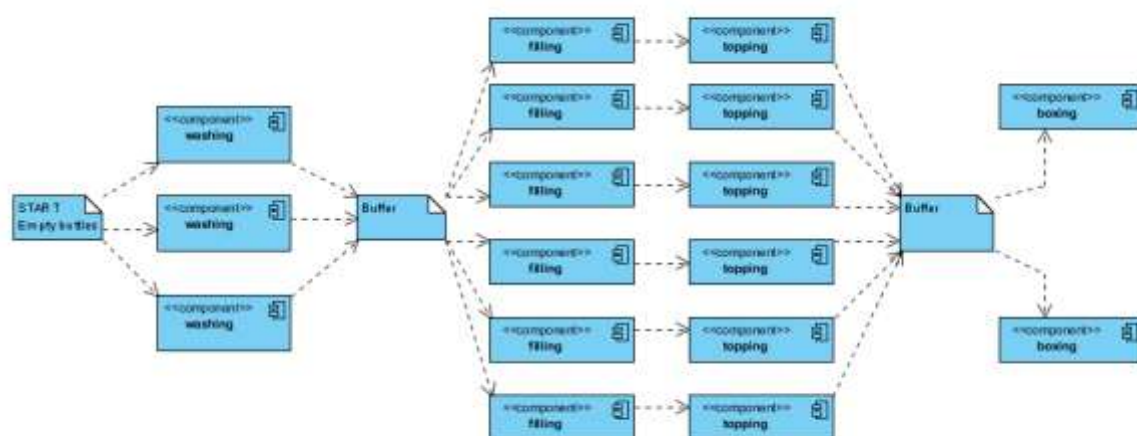 START
Empty bottles
<<component>>
washing
<<component>>
washing
<<component>>
washing
Buffer
<<component>>
filling
<<component>>
filling
<<component>>
filling
<<component>>
filling
<<component>>
filling
<<component>>
filling
<<component>>
topping
<<component>>
topping
<<component>>
topping
<<component>>
topping
<<component>>
topping
<<component>>
topping
Buffer
<<component>>
boxing
<<component>>
boxing